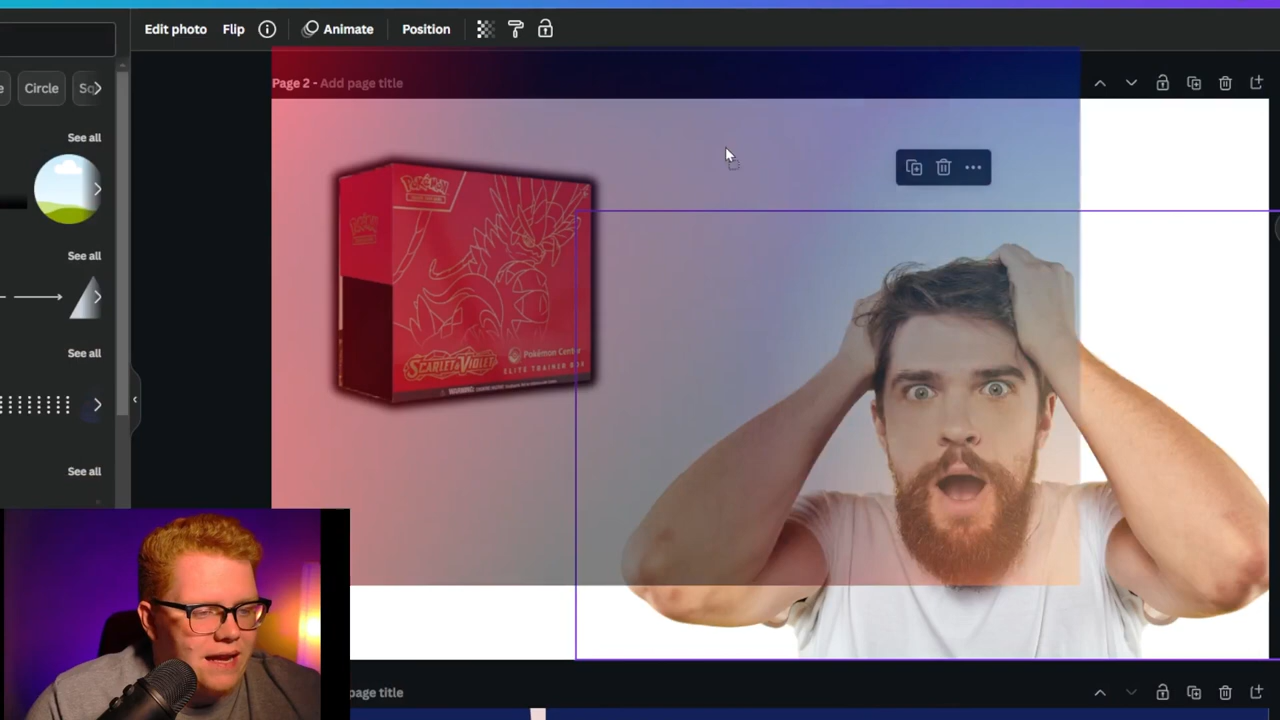 Edit photo Flip Animate Position
Circle
See all
Page 2 - Add page title
See all
See all
See all
POKÉMON
SCARLET & VIOLET
Pokémon Center
ELITE TRAINER BOX
page title